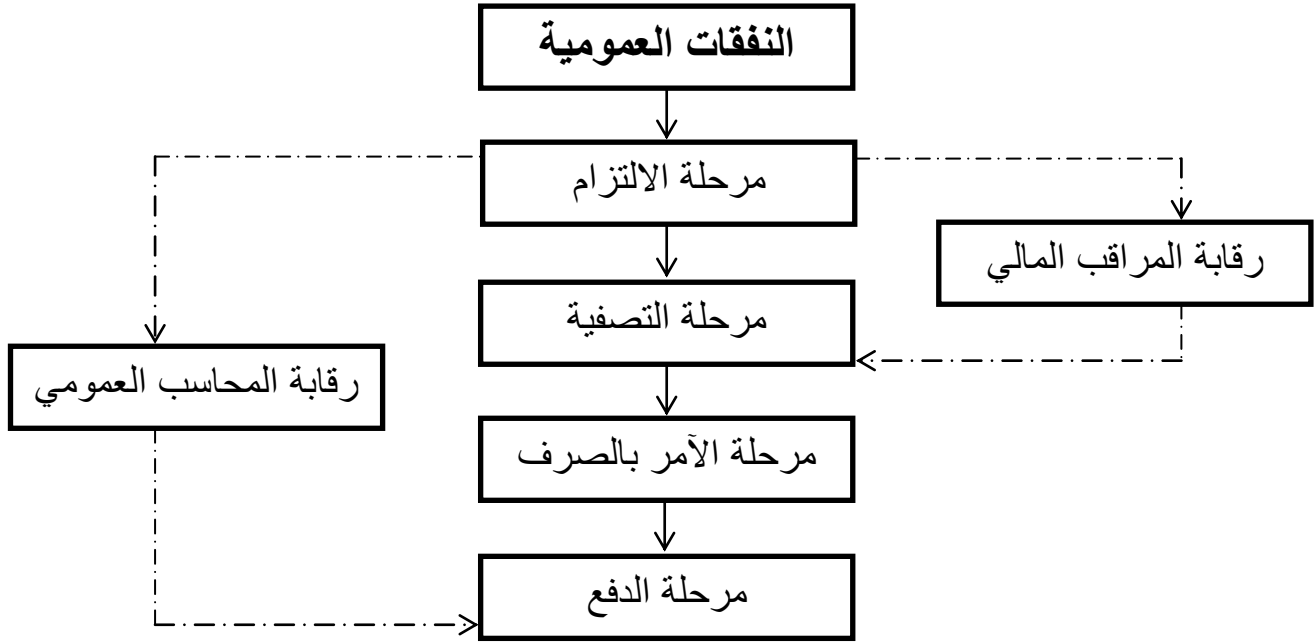 النفقات العمومية
مرحلة الالتزام
رقابة المراقب المالي
مرحلة التصفية
رقابة المحاسب العمومي
مرحلة الآمر بالصرف
مرحلة الدفع